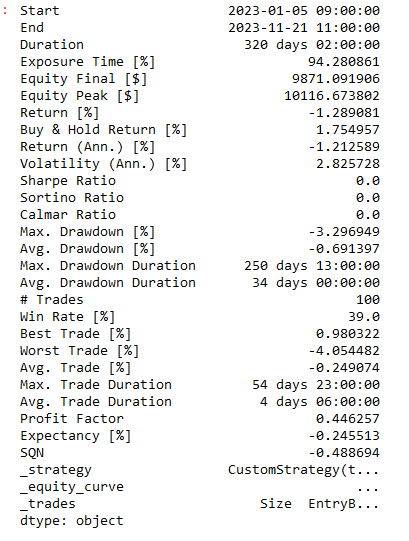 : Start 2023-01-05 09:00:00
End 2023-11-21 11:00:00
Duration 320 days 02:00:00
Exposure Time [%] 94.280861
Equity Final [$] 9871.091906
Equity Peak [$] 10116.673802
Return [%] -1.289081
Buy & Hold Return [%] 1.754957
Return (Ann.) [%] -1.212589
Volatility (Ann.) [%] 2.825728
Sharpe Ratio 0.0
Sortino Ratio 0.0
Calmar Ratio 0.0
Max. Drawdown [%] -3.296949
Avg. Drawdown [%] -0.691397
Max. Drawdown Duration 250 days 13:00:00
Avg. Drawdown Duration 34 days 00:00:00
# Trades 100
Win Rate [%] 39.0
Best Trade [%] 0.980322
Worst Trade [%] -4.054482
Avg. Trade [%] -0.249074
Max. Trade Duration 54 days 23:00:00
Avg. Trade Duration 4 days 06:00:00
Profit Factor 0.446257
Expectancy [%] -0.245513
SQN -0.488694
_strategy CustomStrategy(t...
_equity_curve ...
_trades Size EntryB...
dtype: object